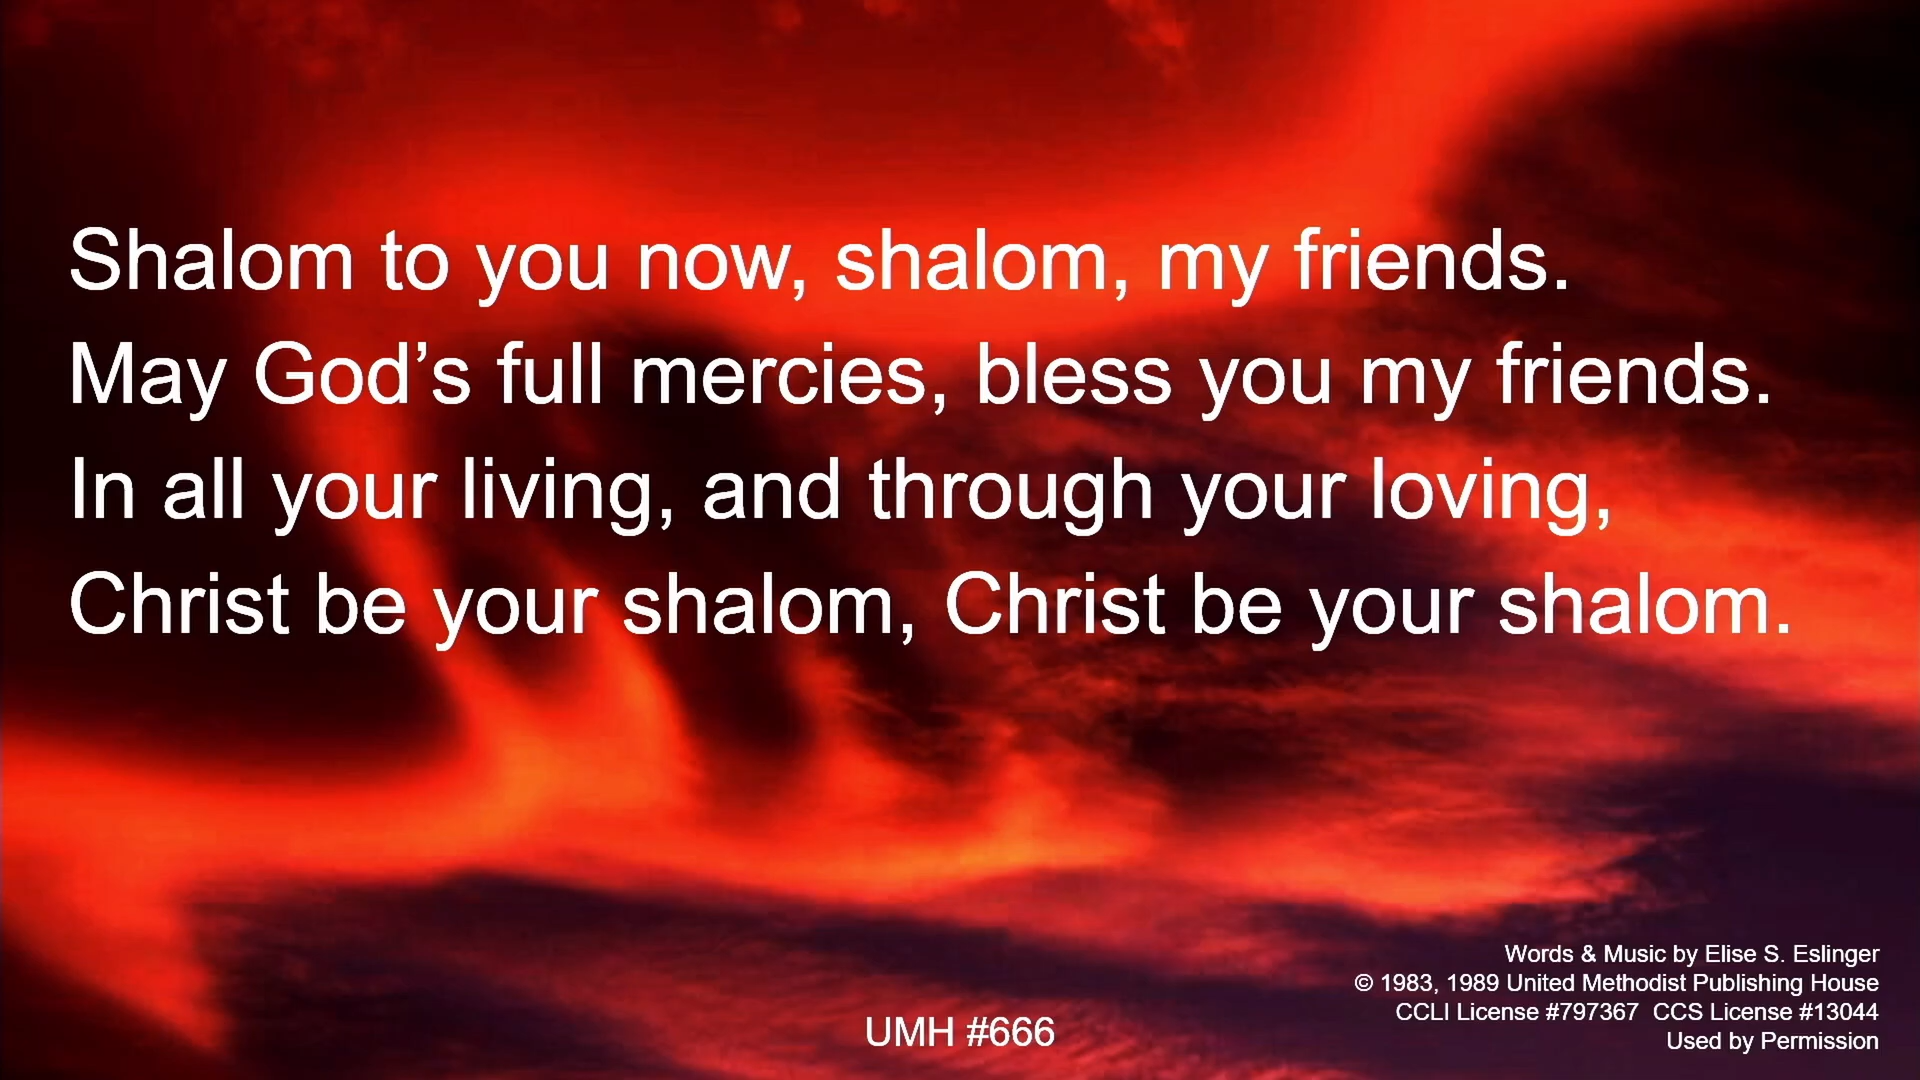 Shalom to you now, shalom, my friends.
May God’s full mercies, bless you my friends.
In all your living, and through your loving,
Christ be your shalom, Christ be your shalom.
Words & Music by Elise S. Eslinger
© 1983, 1989 United Methodist Publishing House
CCLI License #797367  CCS License #13044
Used by Permission
UMH #666